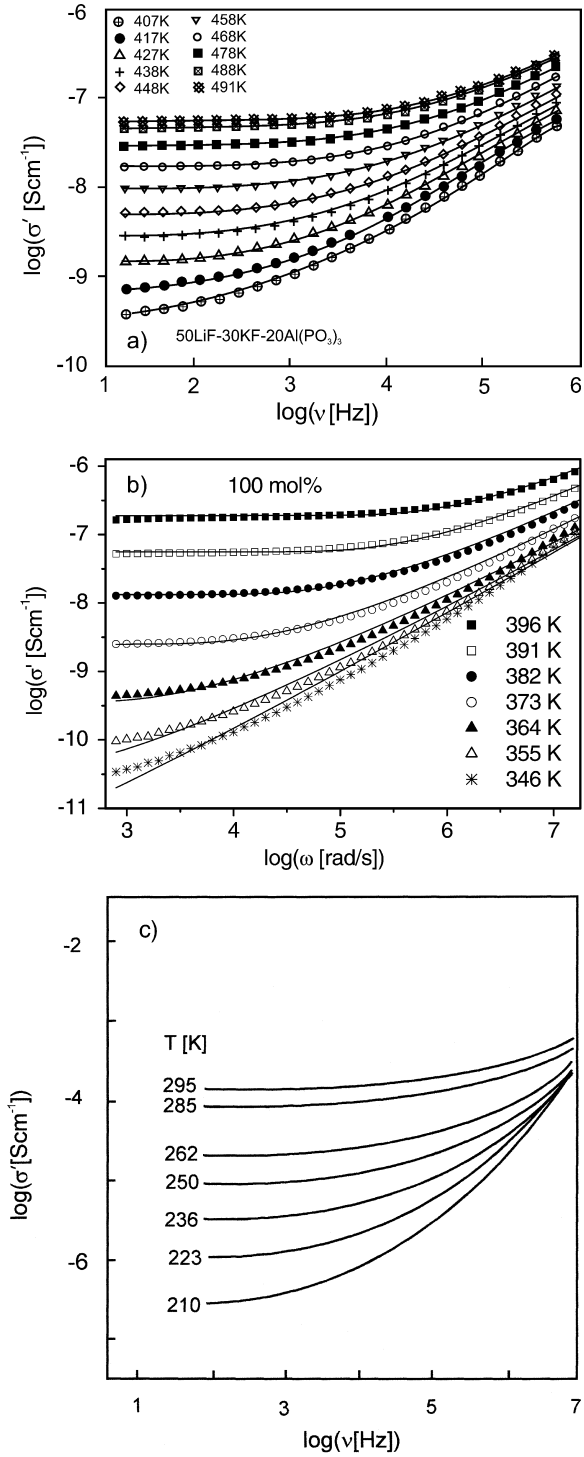 -6
407K 458K
417K 468K
427K 478K
438K 488K
448K 491K
-7
-8
-9
-10
log(σ′ [Scm⁻¹])
a) 50LiF-30KF-20Al(PO₃)₃
1 2 3 4 5 6
log(ν [Hz])
-6
b) 100 mol%
-7
-8
-9
-10
-11
log(σ' [Scm⁻¹])
396 K
391 K
382 K
373 K
364 K
355 K
346 K
3 4 5 6 7
log(ω [rad/s])
c)
-2
-4
-6
log(σ′[Scm⁻¹])
T [K]
295
285
262
250
236
223
210
1 3 5 7
log(ν[Hz])